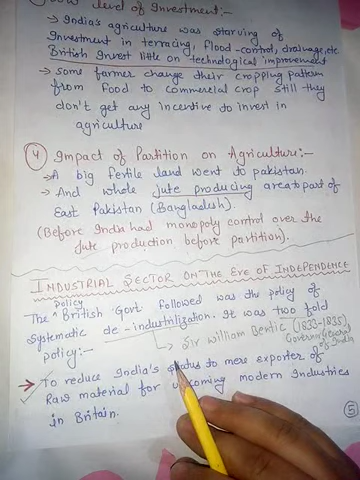 Low Level of Investment:-
→ India's agriculture was starving of
Investment in terracing, Flood-control, drainage, etc.
British Invest little on technological improvement
→ Some farmer change their cropping pattern
from Food to commercial crop still they
don't get any incentive to invest in
agriculture
④ Impact of Partition on Agriculture:-
→ A big fertile land went to pakistan.
→ And whole Jute producing area to part of
East Pakistan (Bangladesh).
(Before India had monopoly control over the
Jute production before partition).
INDUSTRIAL SECTOR ON THE EVE OF INDEPENDENCE
The policy British Govt followed was the policy of
systematic de-industrilization. It was two fold
policy:-
→ Sir William Bentic (1833-1835)
Governor General
of India
→ To reduce India's status to mere exporter of
Raw material for upcoming modern Industries
in Britain.
5